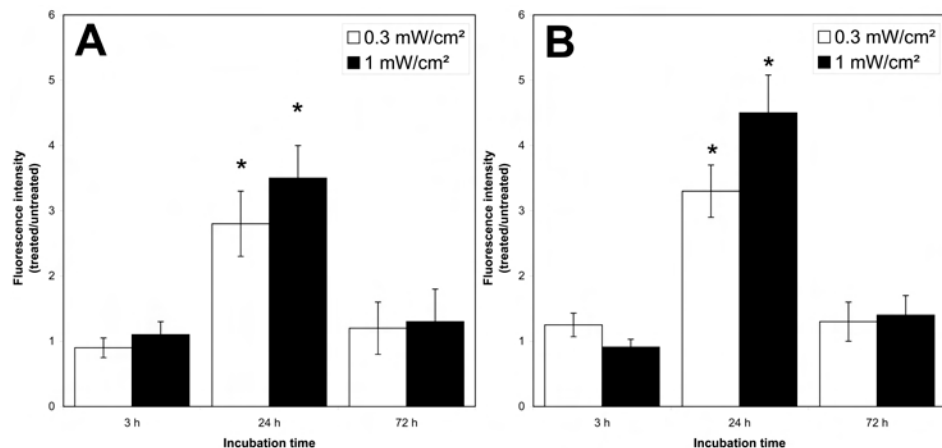 A
0.3 mW/cm²
1 mW/cm²
Fluorescence intensity
(treated/untreated)
6
5
4
3
2
1
0
*
*
3 h
24 h
72 h
Incubation time
B
0.3 mW/cm²
1 mW/cm²
Fluorescence intensity
(treated/untreated)
6
5
4
3
2
1
0
*
*
3 h
24 h
72 h
Incubation time